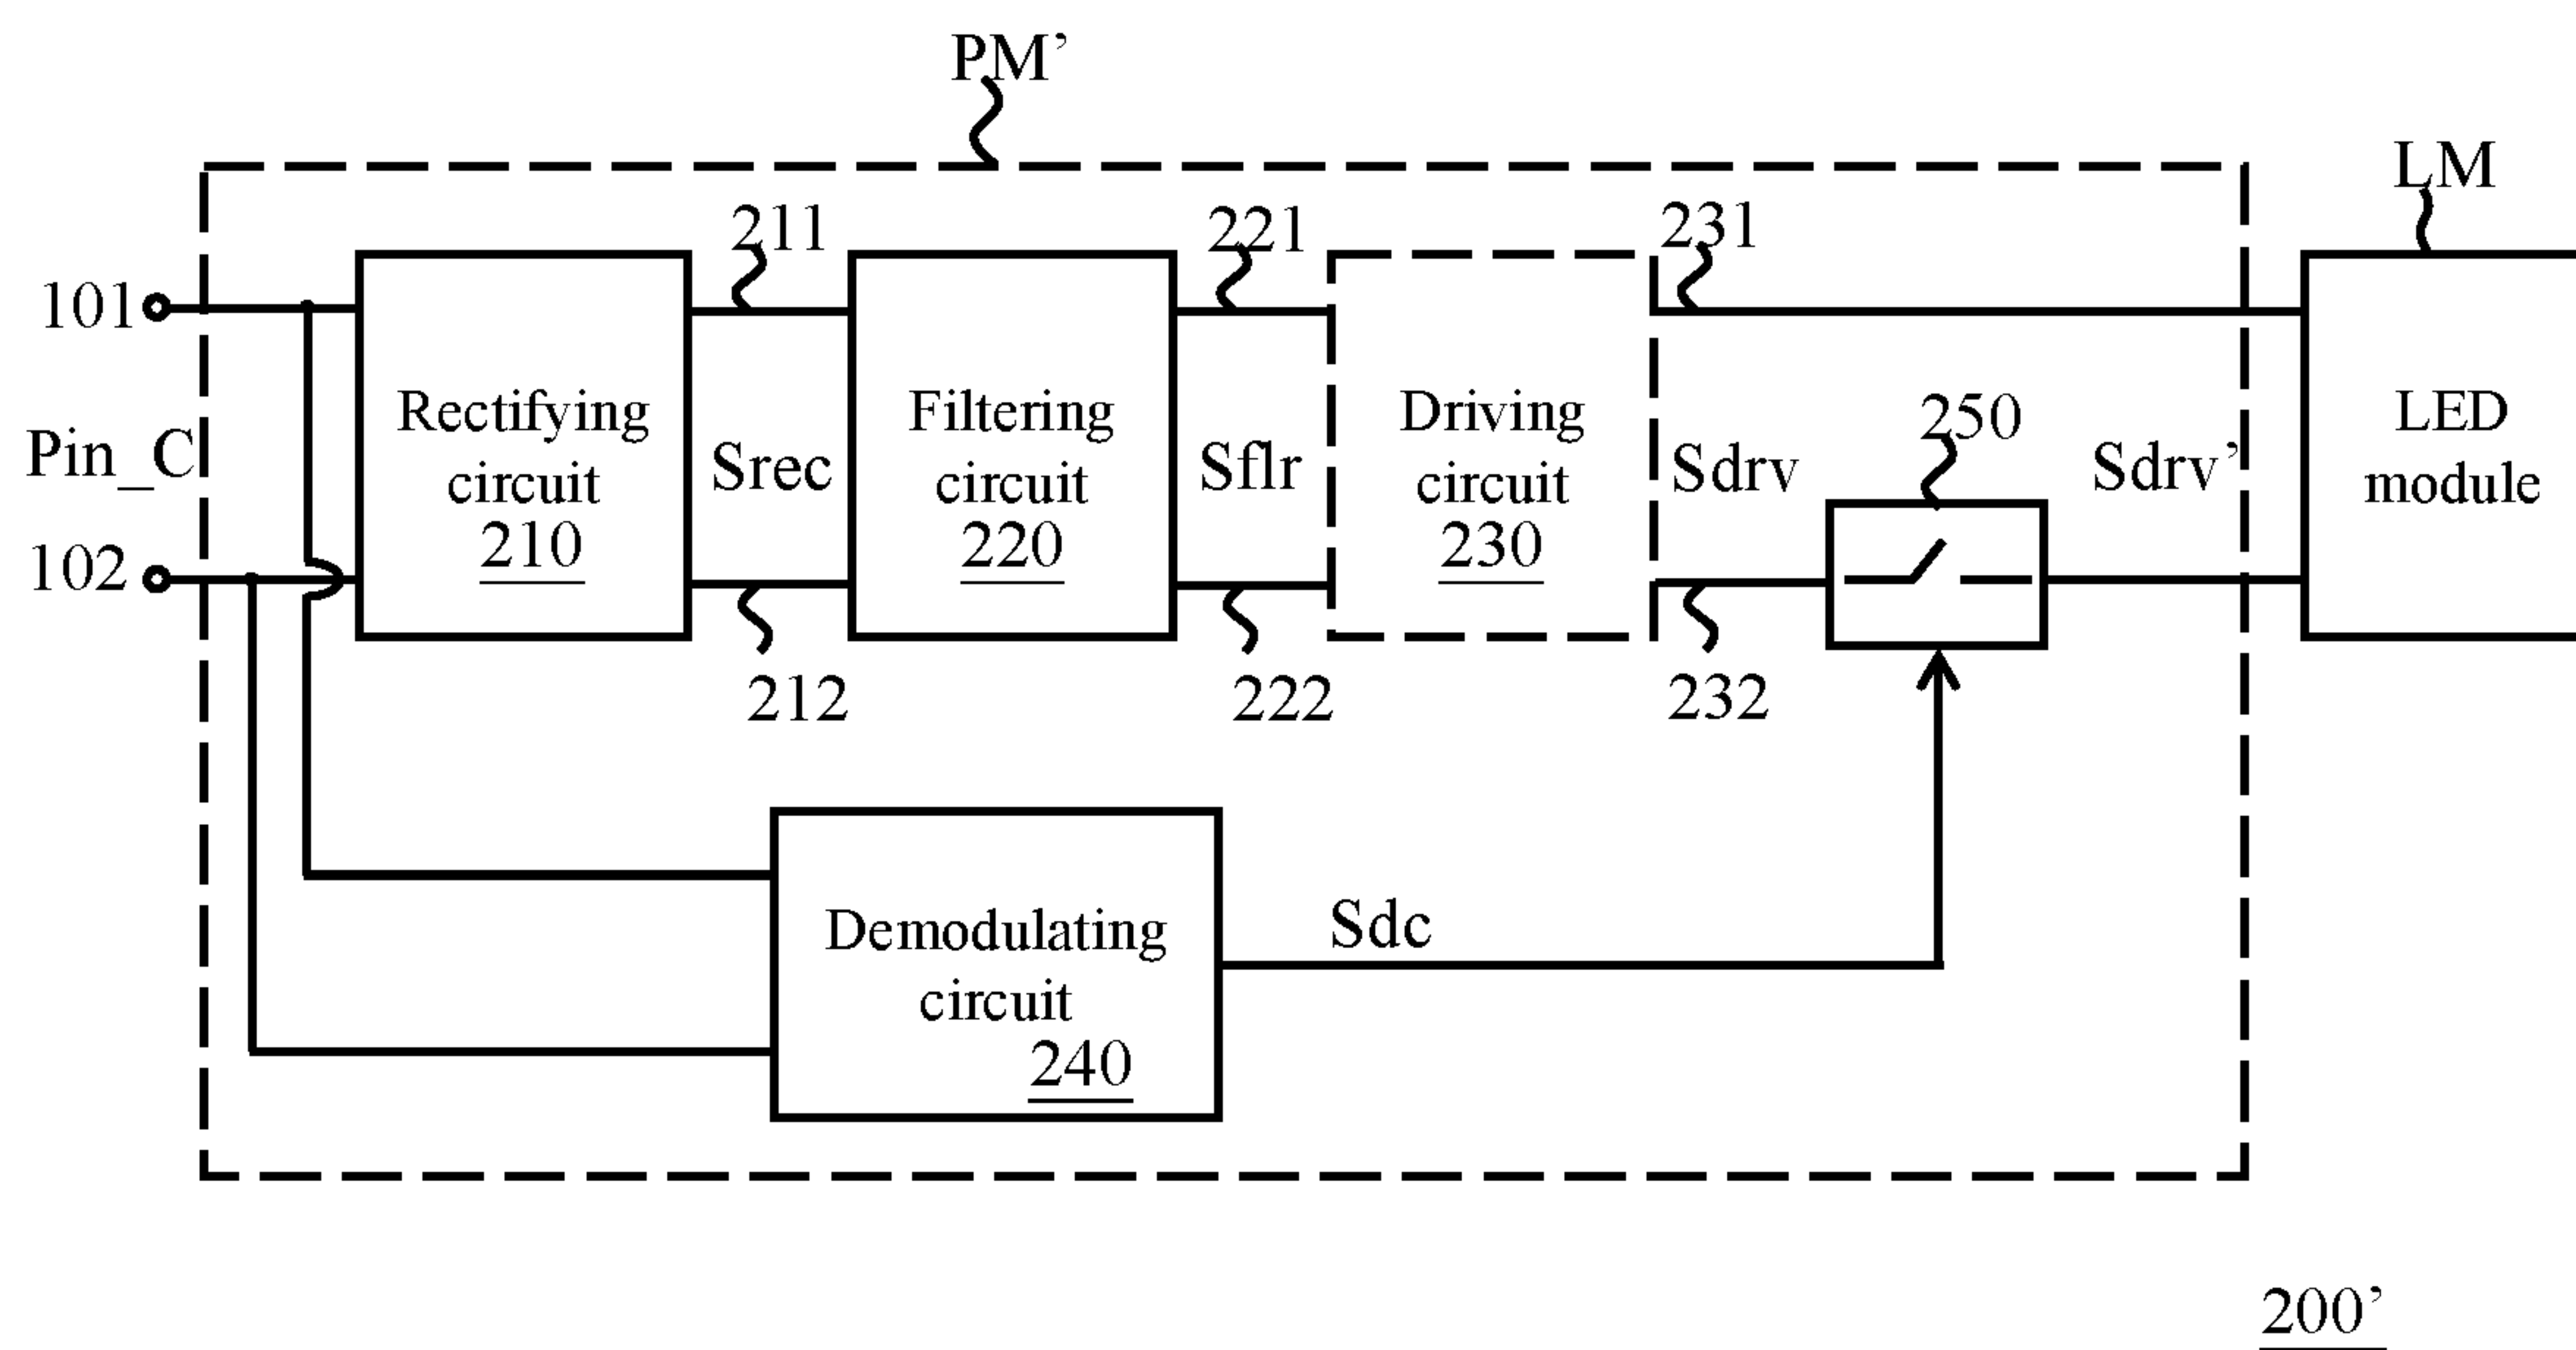 PM’
LM
211
221
231
101
Rectifying
circuit
210
Srec
Filtering
circuit
220
Sflr
Driving
circuit
230
Sdrv
250
Sdrv’
LED
module
Pin_C
102
212
222
232
Demodulating
circuit
240
Sdc
200’